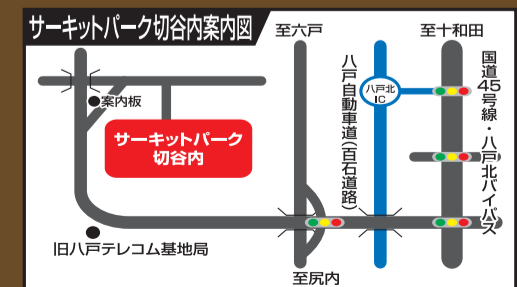 サーキットパーク切谷内案内図
至六戸
至十和田
八戸北
IC
国道45号線・八戸北バイパス
八戸自動車道(百石道路)
案内板
サーキットパーク
切谷内
旧八戸テレコム基地局
至尻内